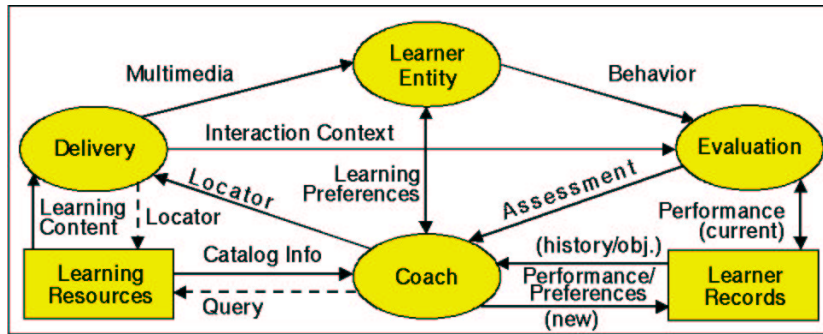 Learner
Entity
Multimedia
Behavior
Delivery
Interaction Context
Evaluation
Learning
Preferences
Locator
Assessment
Learning
Content
Locator
Performance
(current)
Learning
Resources
Catalog Info
Query
Coach
(history/obj.)
Performance/
Preferences
(new)
Learner
Records